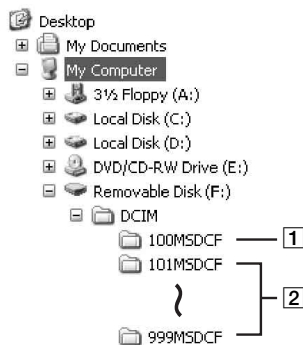 Desktop
My Documents
My Computer
3½ Floppy (A:)
Local Disk (C:)
Local Disk (D:)
DVD/CD-RW Drive (E:)
Removable Disk (F:)
DCIM
100MSDCF 1
101MSDCF
2
999MSDCF